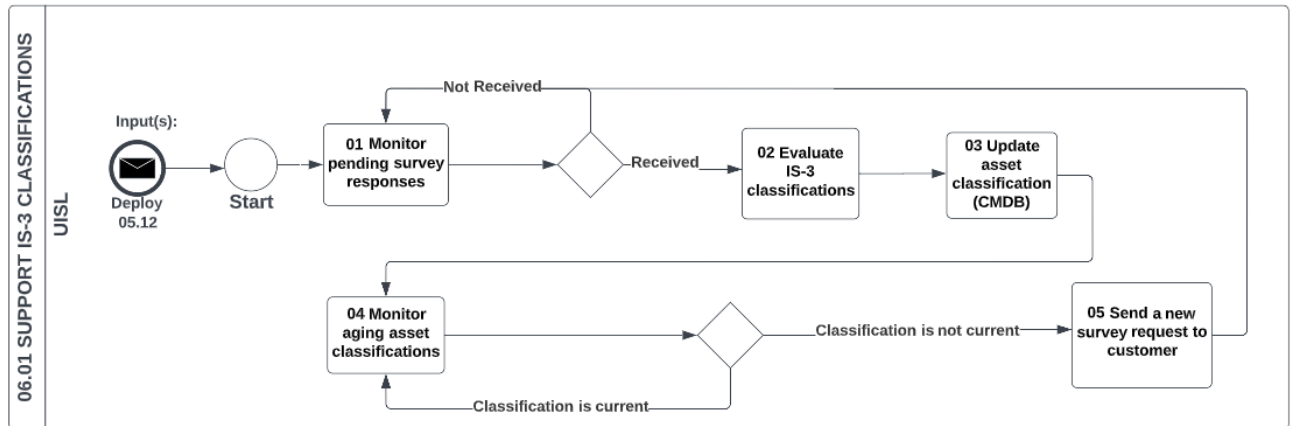 06.01 SUPPORT IS-3 CLASSIFICATIONS
UISL
Input(s):
Deploy
05.12
Start
Not Received
01 Monitor
pending survey
responses
Received
02 Evaluate
IS-3
classifications
03 Update
asset
classification
(CMDB)
04 Monitor
aging asset
classifications
Classification is not current
05 Send a new
survey request to
customer
Classification is current